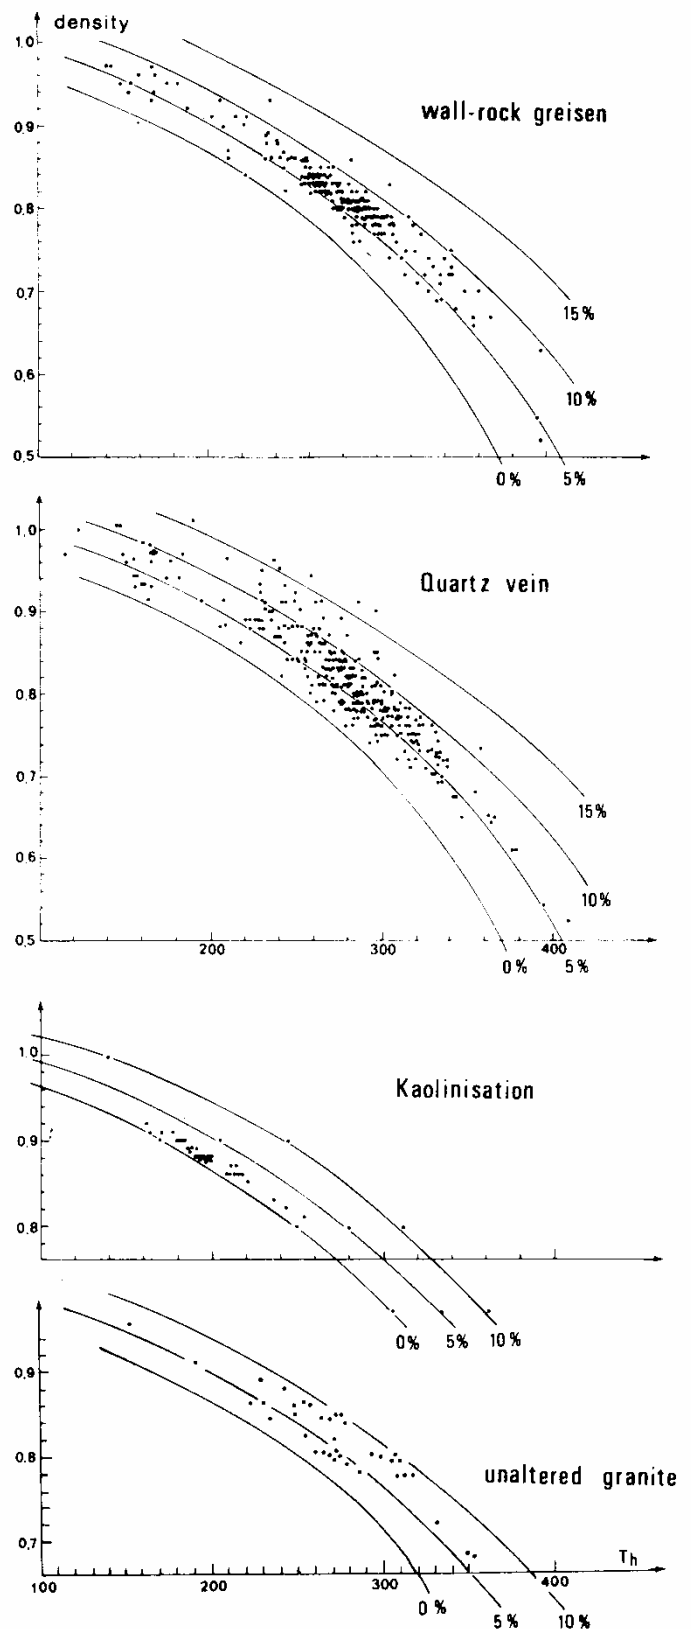 density
1.0
wall-rock greisen
0.9
0.8
0.7
15%
0.6
10%
0.5
0% 5%
1.0
Quartz vein
0.9
0.8
0.7
15%
0.6
10%
0.5
200 300 400
0% 5%
1.0
Kaolinisation
0.9
0.8
0% 5% 10%
0.9
0.8
unaltered granite
0.7
Th
100 200 300 400
0% 5% 10%